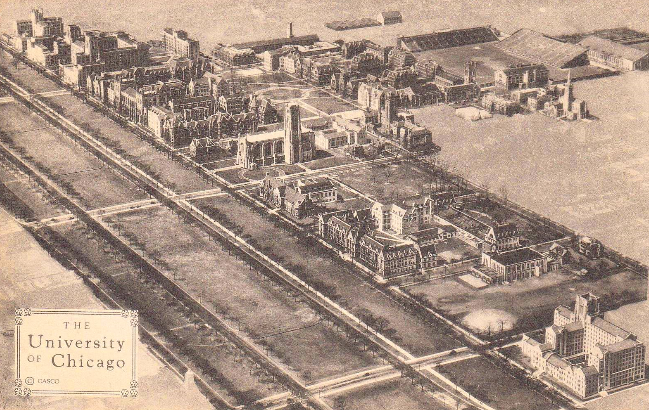 THE
University
OF Chicago
© CASCO